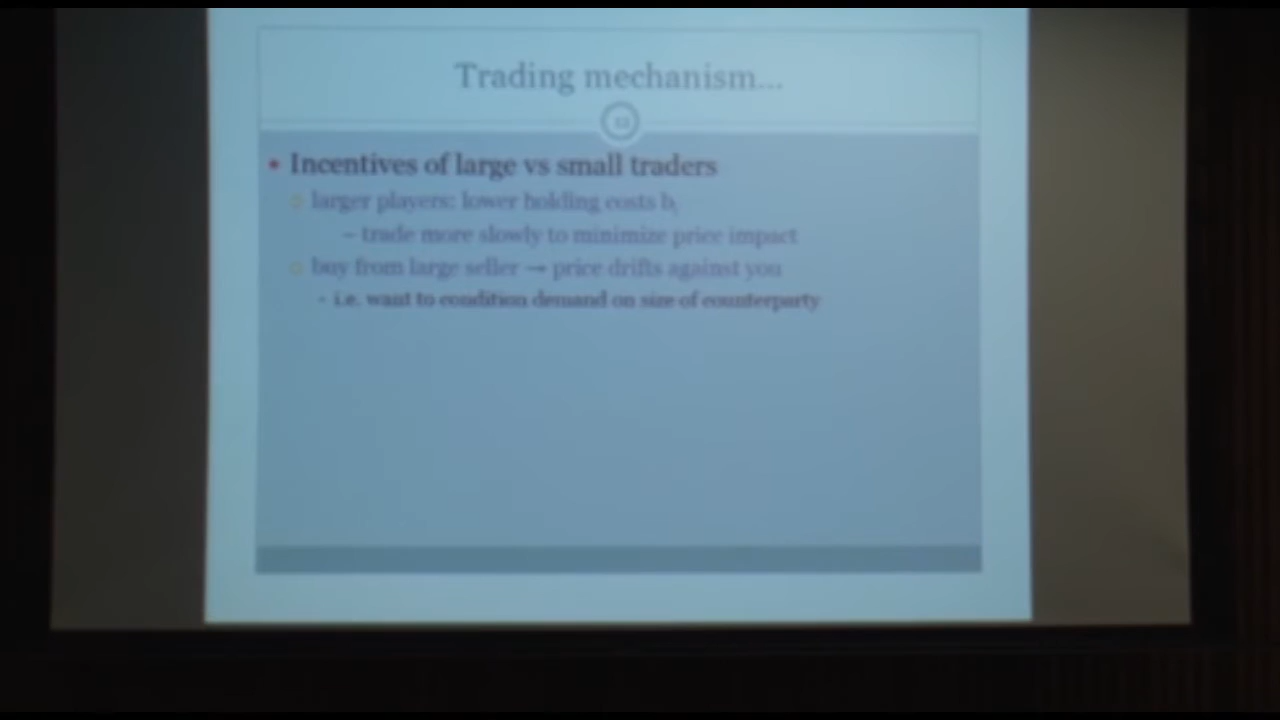 Trading mechanism...
• Incentives of large vs small traders
larger players: lower holding costs b
– trade more slowly to minimize price impact
buy from large seller → price drifts against you
- i.e. want to condition demand on size of counterparty